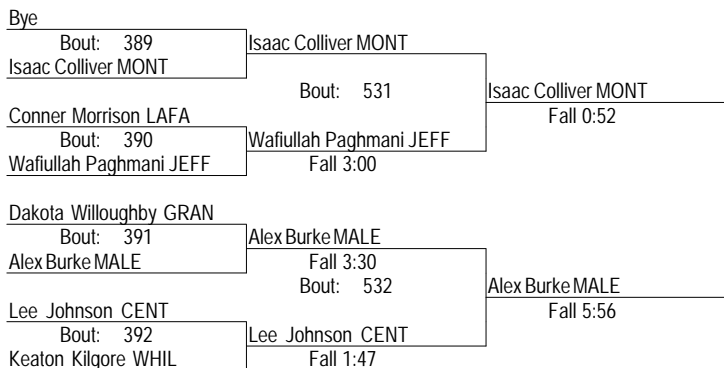 Bye
Bout: 389 Isaac Colliver MONT
Isaac Colliver MONT
Bout: 531 Isaac Colliver MONT
Conner Morrison LAFA Fall 0:52
Bout: 390 Wafiullah Paghmani JEFF
Wafiullah Paghmani JEFF Fall 3:00
Dakota Willoughby GRAN
Bout: 391 Alex Burke MALE
Alex Burke MALE Fall 3:30
Bout: 532 Alex Burke MALE
Lee Johnson CENT Fall 5:56
Bout: 392 Lee Johnson CENT
Keaton Kilgore WHIL Fall 1:47